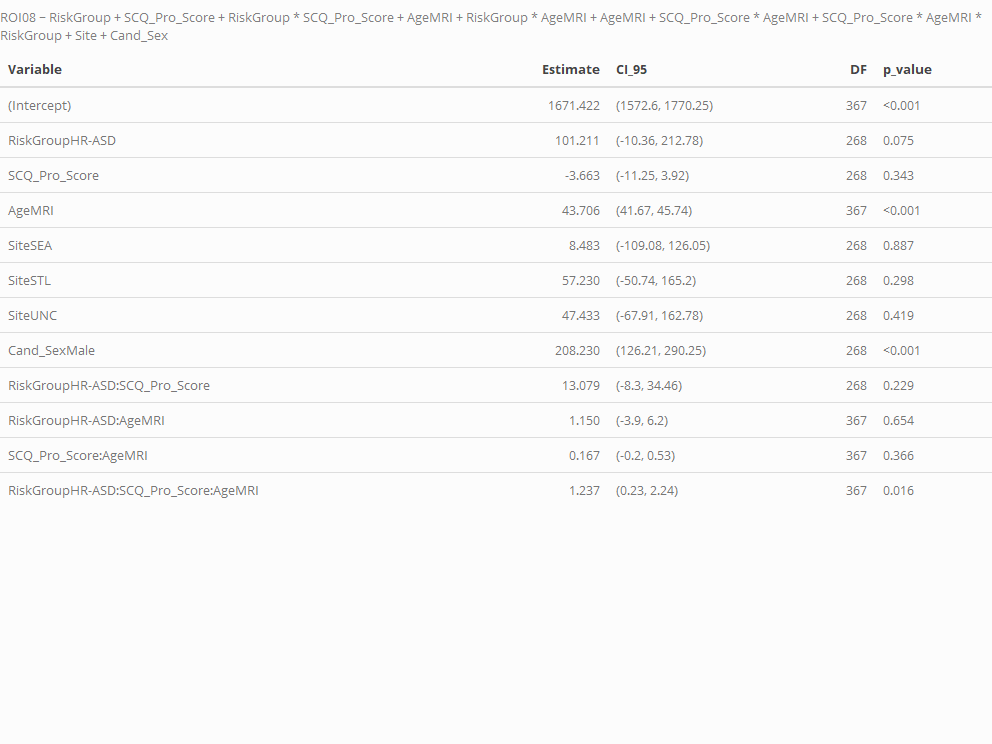 ROI08 ~ RiskGroup + SCQ_Pro_Score + RiskGroup * SCQ_Pro_Score + AgeMRI + RiskGroup * AgeMRI + AgeMRI + SCQ_Pro_Score * AgeMRI + SCQ_Pro_Score * AgeMRI *
RiskGroup + Site + Cand_Sex
Variable Estimate CI_95 DF p_value
(Intercept) 1671.422 (1572.6, 1770.25) 367 <0.001
RiskGroupHR-ASD 101.211 (-10.36, 212.78) 268 0.075
SCQ_Pro_Score -3.663 (-11.25, 3.92) 268 0.343
AgeMRI 43.706 (41.67, 45.74) 367 <0.001
SiteSEA 8.483 (-109.08, 126.05) 268 0.887
SiteSTL 57.230 (-50.74, 165.2) 268 0.298
SiteUNC 47.433 (-67.91, 162.78) 268 0.419
Cand_SexMale 208.230 (126.21, 290.25) 268 <0.001
RiskGroupHR-ASD:SCQ_Pro_Score 13.079 (-8.3, 34.46) 268 0.229
RiskGroupHR-ASD:AgeMRI 1.150 (-3.9, 6.2) 367 0.654
SCQ_Pro_Score:AgeMRI 0.167 (-0.2, 0.53) 367 0.366
RiskGroupHR-ASD:SCQ_Pro_Score:AgeMRI 1.237 (0.23, 2.24) 367 0.016